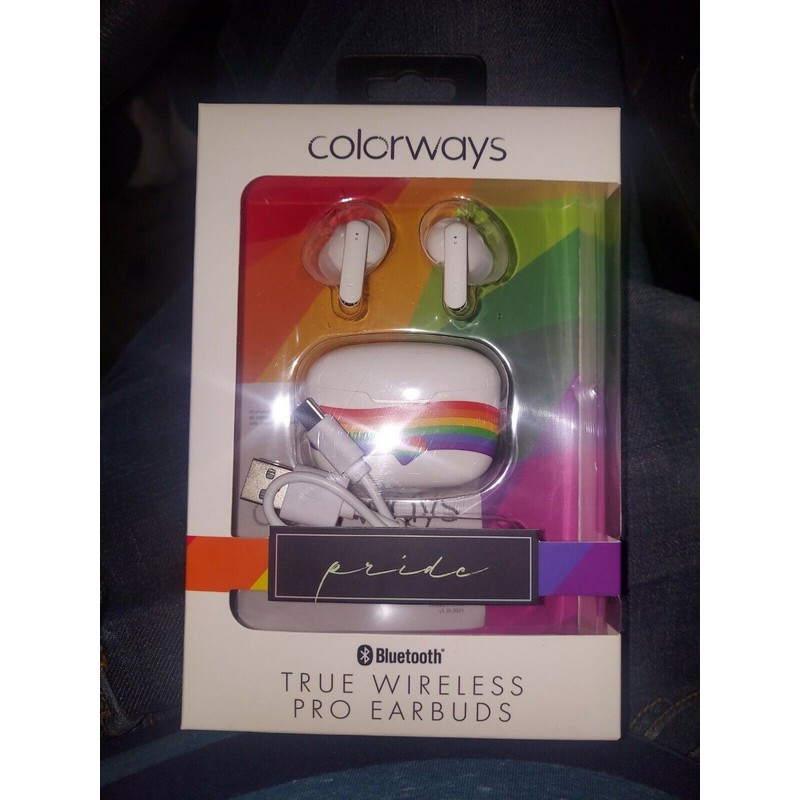 colorways
pride
Bluetooth®
TRUE WIRELESS
PRO EARBUDS